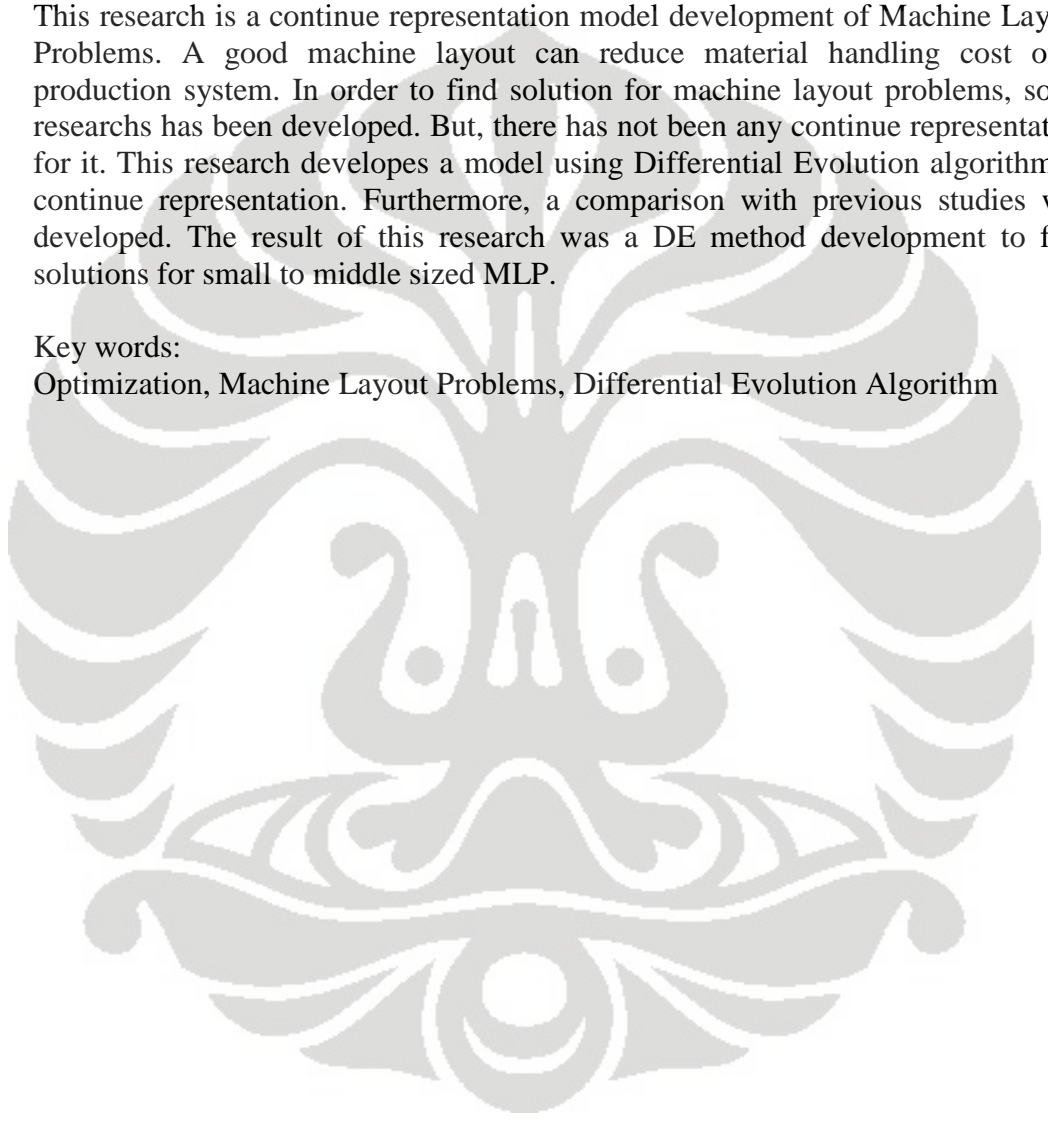 This research is a continue representation model development of Machine Lay
Problems. A good machine layout can reduce material handling cost o
production system. In order to find solution for machine layout problems, so
researchs has been developed. But, there has not been any continue representat
for it. This research developes a model using Differential Evolution algorithm
continue representation. Furthermore, a comparison with previous studies w
developed. The result of this research was a DE method development to f
solutions for small to middle sized MLP.
Key words:
Optimization, Machine Layout Problems, Differential Evolution Algorithm